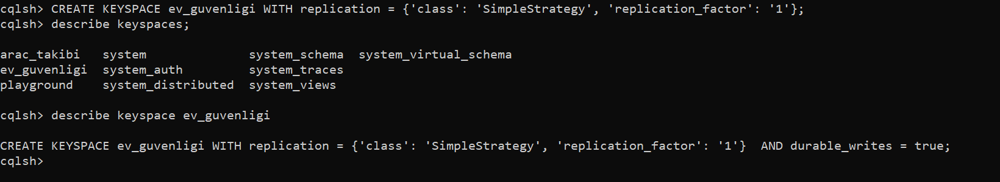 cqlsh> CREATE KEYSPACE ev_guvenligi WITH replication = {'class': 'SimpleStrategy', 'replication_factor': '1'};
cqlsh> describe keyspaces;
arac_takibi   system              system_schema  system_virtual_schema
ev_guvenligi  system_auth         system_traces
playground    system_distributed  system_views
cqlsh> describe keyspace ev_guvenligi
CREATE KEYSPACE ev_guvenligi WITH replication = {'class': 'SimpleStrategy', 'replication_factor': '1'}  AND durable_writes = true;
cqlsh>